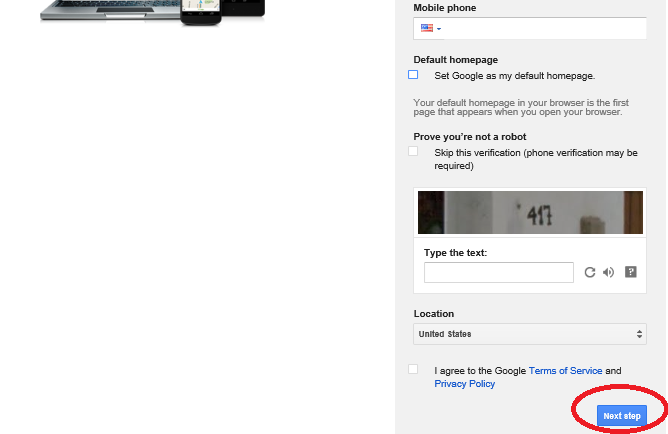 Mobile phone
Default homepage
Set Google as my default homepage.
Your default homepage in your browser is the first
page that appears when you open your browser.
Prove you're not a robot
Skip this verification (phone verification may be
required)
417
Type the text:
?
Location
United States
I agree to the Google Terms of Service and
Privacy Policy
Next step